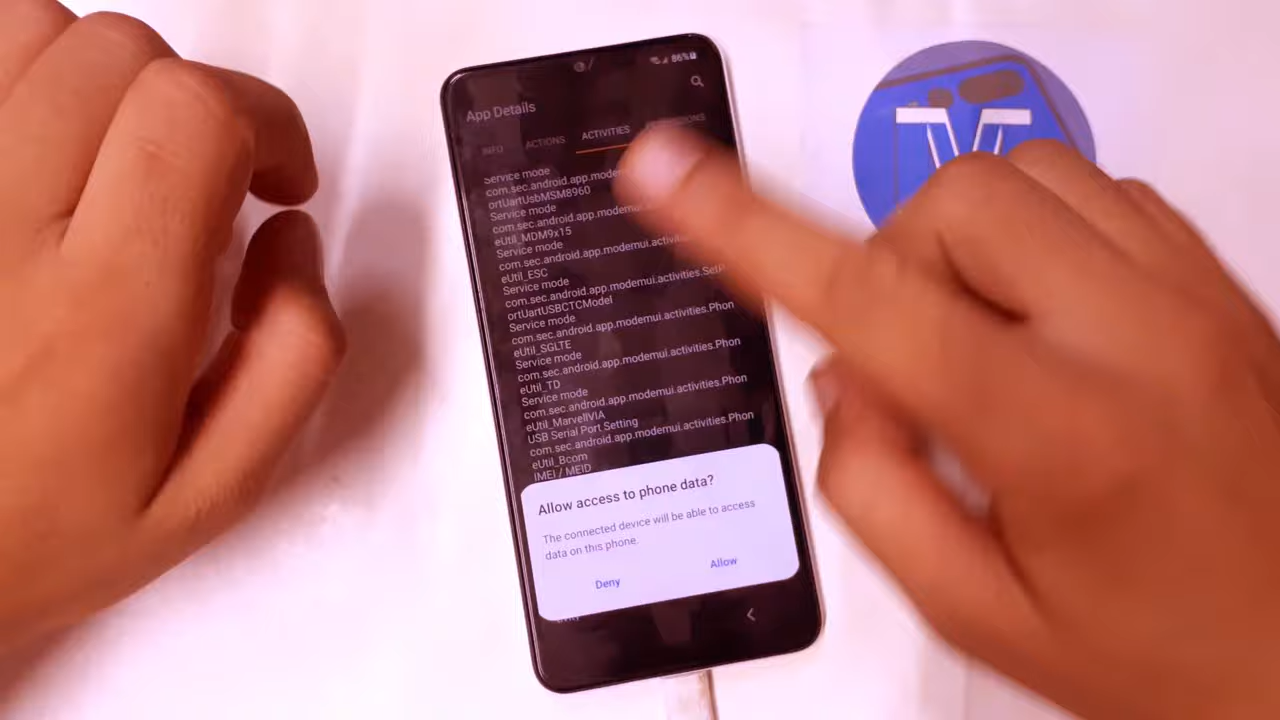 86%
App Details
INFO
ACTIONS
ACTIVITIES
Service mode
com.sec.android.app.mode
ortUartUsbMSM8960
Service mode
com.sec.android.app.modemu
eUtil_MDM9x15
Service mode
com.sec.android.app.modemui.activi
eUtil_ESC
Service mode
com.sec.android.app.modemui.activities.SetP
ortUartUSBCTCModel
Service mode
com.sec.android.app.modemui.activities.Phon
eUtil_SGLTE
Service mode
com.sec.android.app.modemui.activities.Phon
eUtil_TD
Service mode
com.sec.android.app.modemui.activities.Phon
eUtil_MarvellVIA
USB Serial Port Setting
com.sec.android.app.modemui.activities.Phon
eUtil_Bcom
IMEI / MEID
Allow access to phone data?
The connected device will be able to access
data on this phone.
Deny
Allow